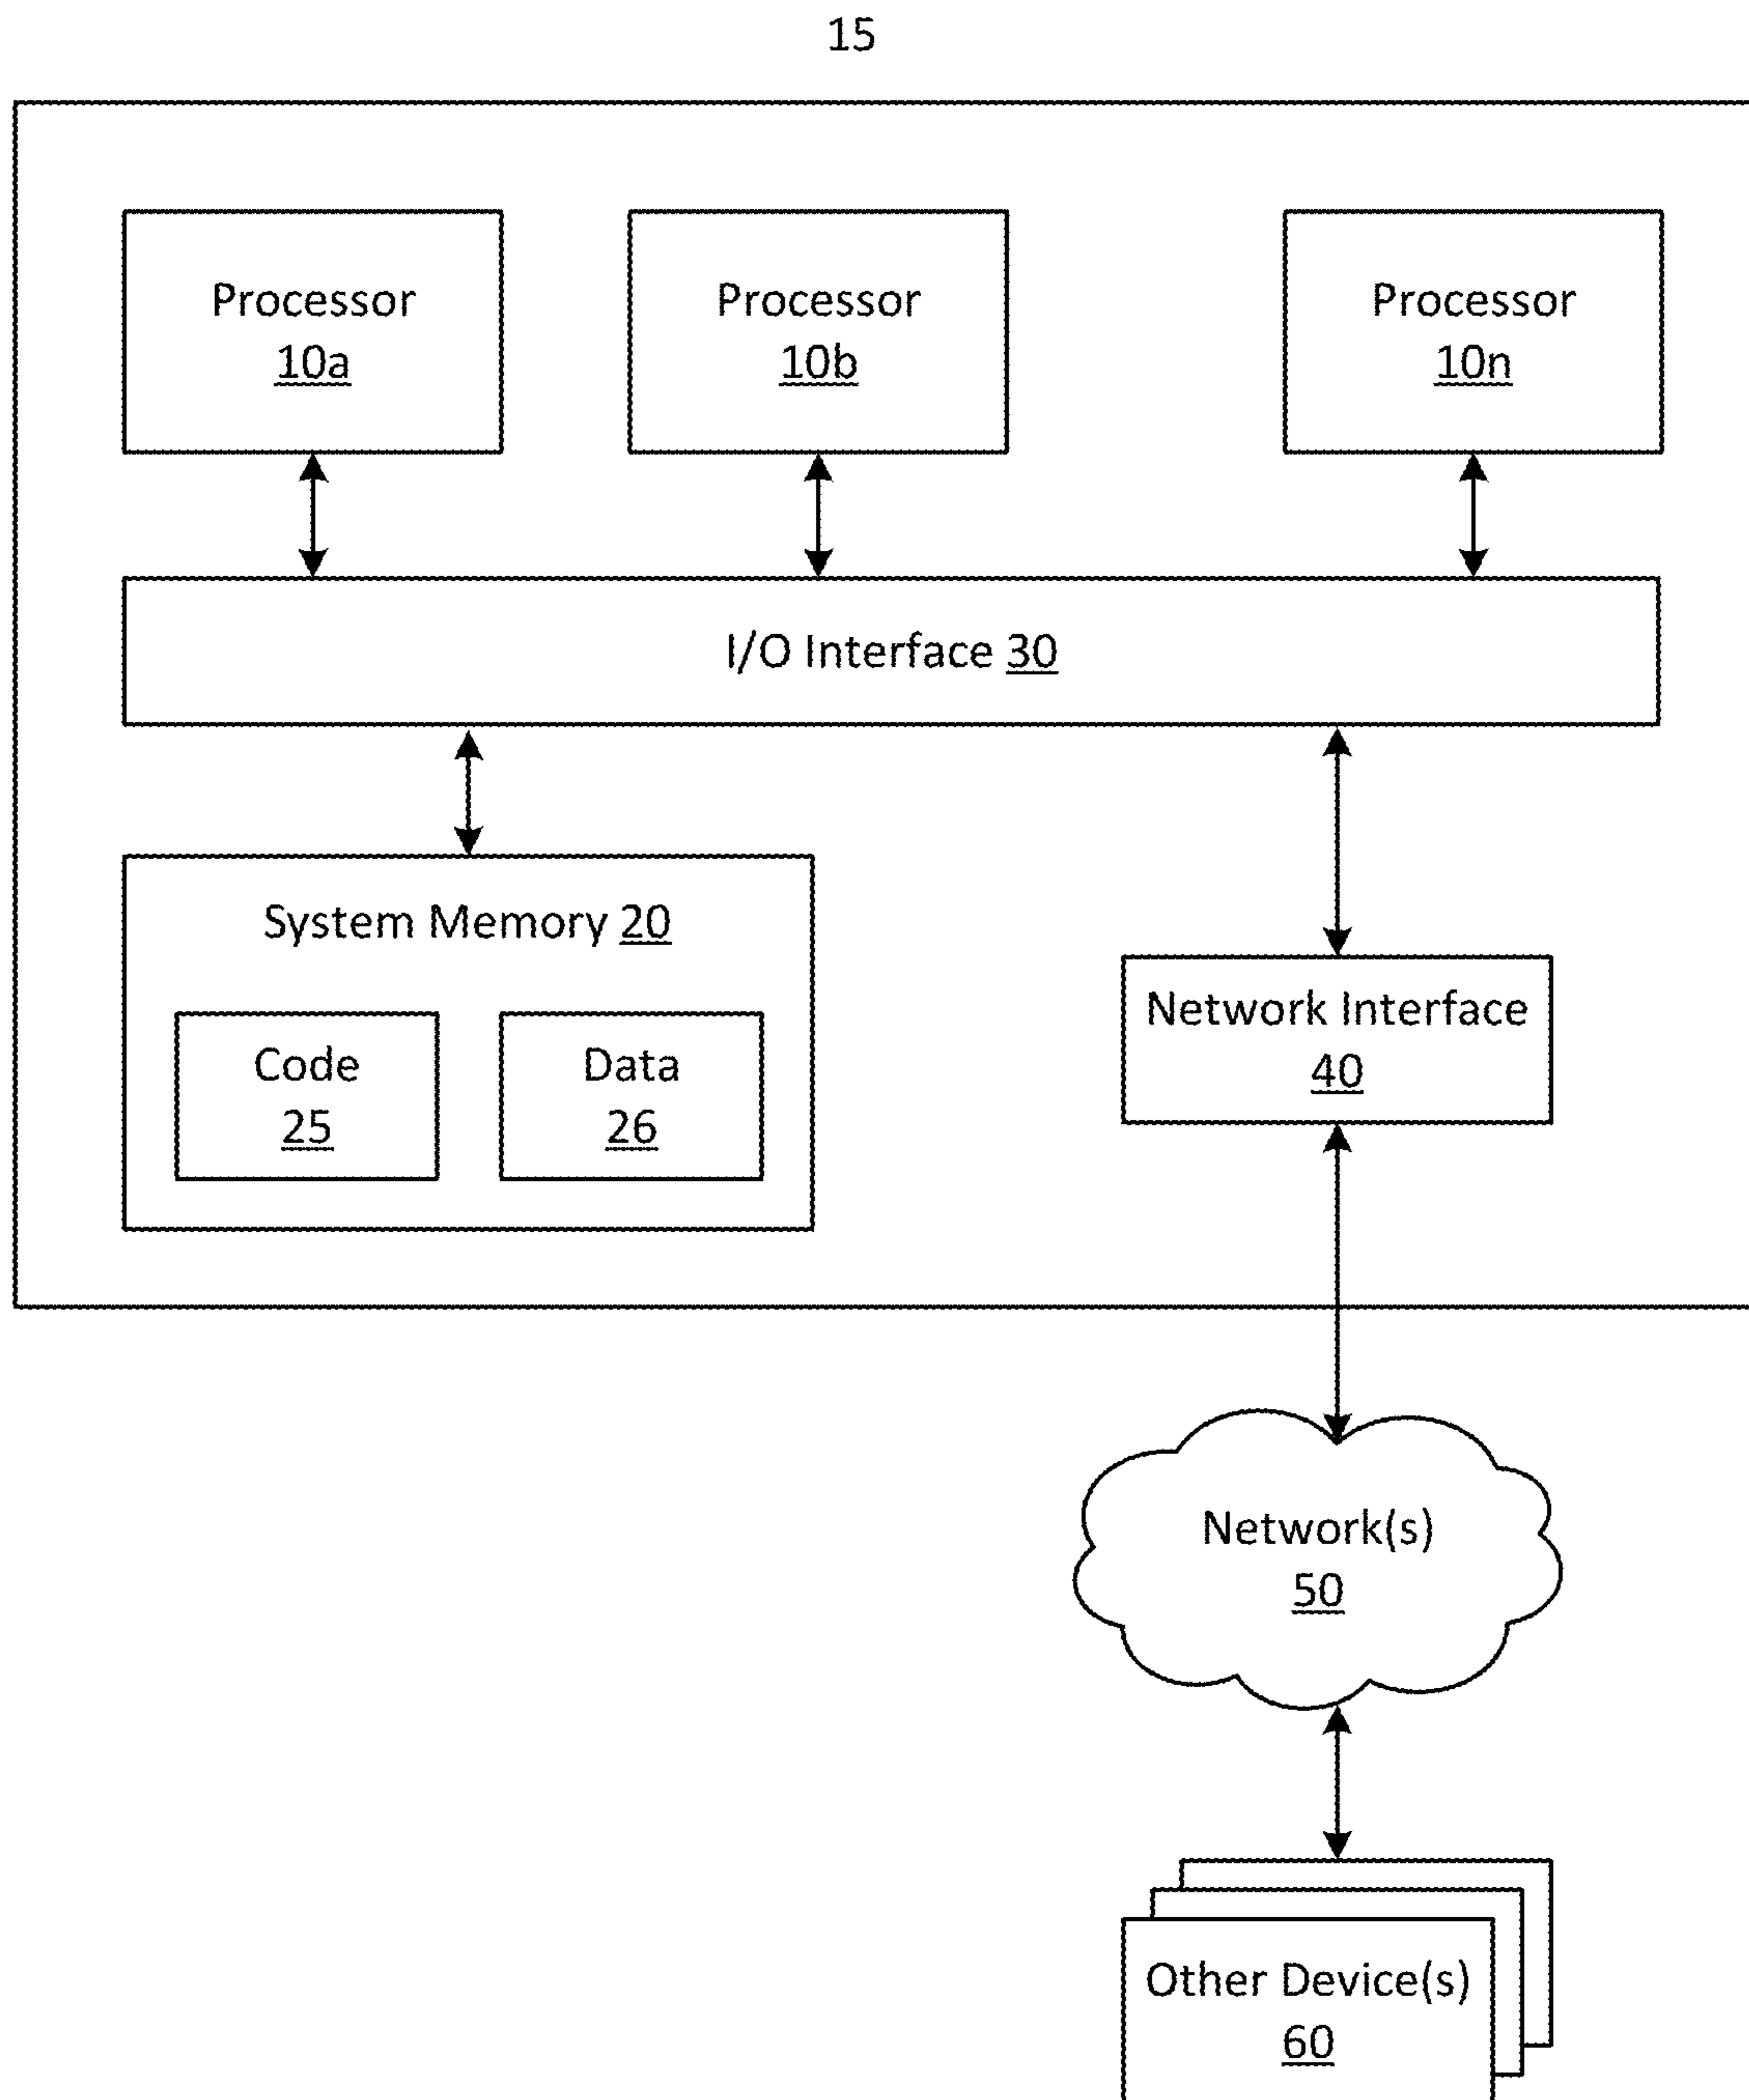 15
Processor
10a
Processor
10b
Processor
10n
I/O Interface 30
System Memory 20
Code
25
Data
26
Network Interface
40
Network(s)
50
Other Device(s)
60